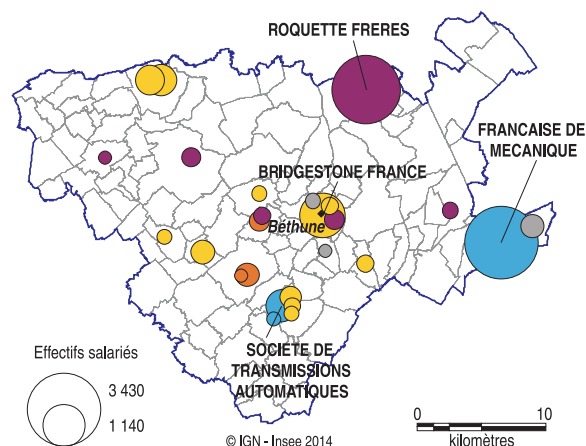 ROQUETTE FRERES
FRANCAISE DE
MECANIQUE
BRIDGESTONE FRANCE
Béthune
SOCIETE DE
TRANSMISSIONS
AUTOMATIQUES
Effectifs salariés
3 430
1 140
© IGN - Insee 2014
0 10
kilomètres